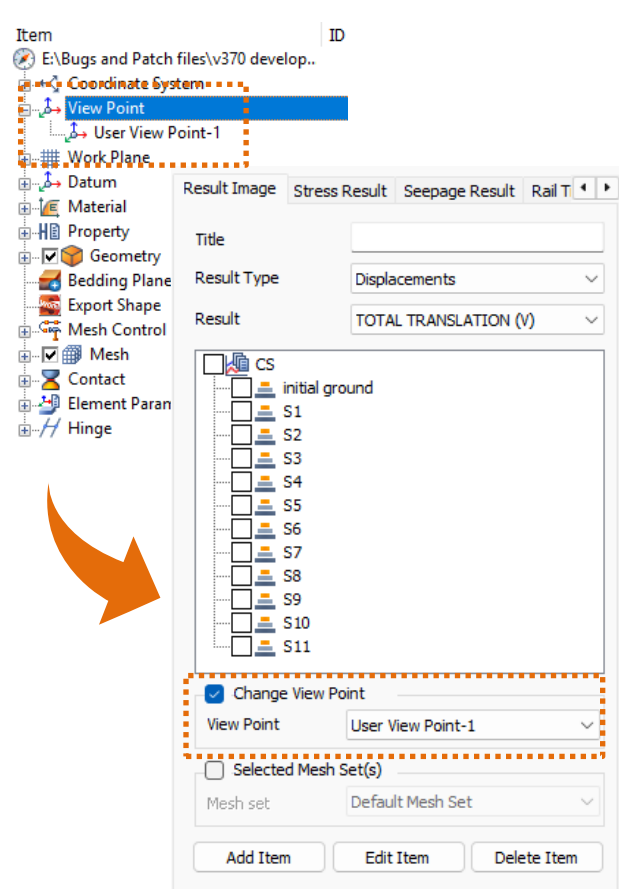 Item ID
E:\Bugs and Patch files\v370 develop..
Coordinate System
View Point
User View Point-1
Work Plane
Datum
Material
Property
Geometry
Bedding Plane
Export Shape
Mesh Control
Mesh
Contact
Element Param
Hinge
Result Image Stress Result Seepage Result Rail T
Title
Result Type Displacements
Result TOTAL TRANSLATION (V)
CS
initial ground
S1
S2
S3
S4
S5
S6
S7
S8
S9
S10
S11
Change View Point
View Point User View Point-1
Selected Mesh Set(s)
Mesh set Default Mesh Set
Add Item Edit Item Delete Item